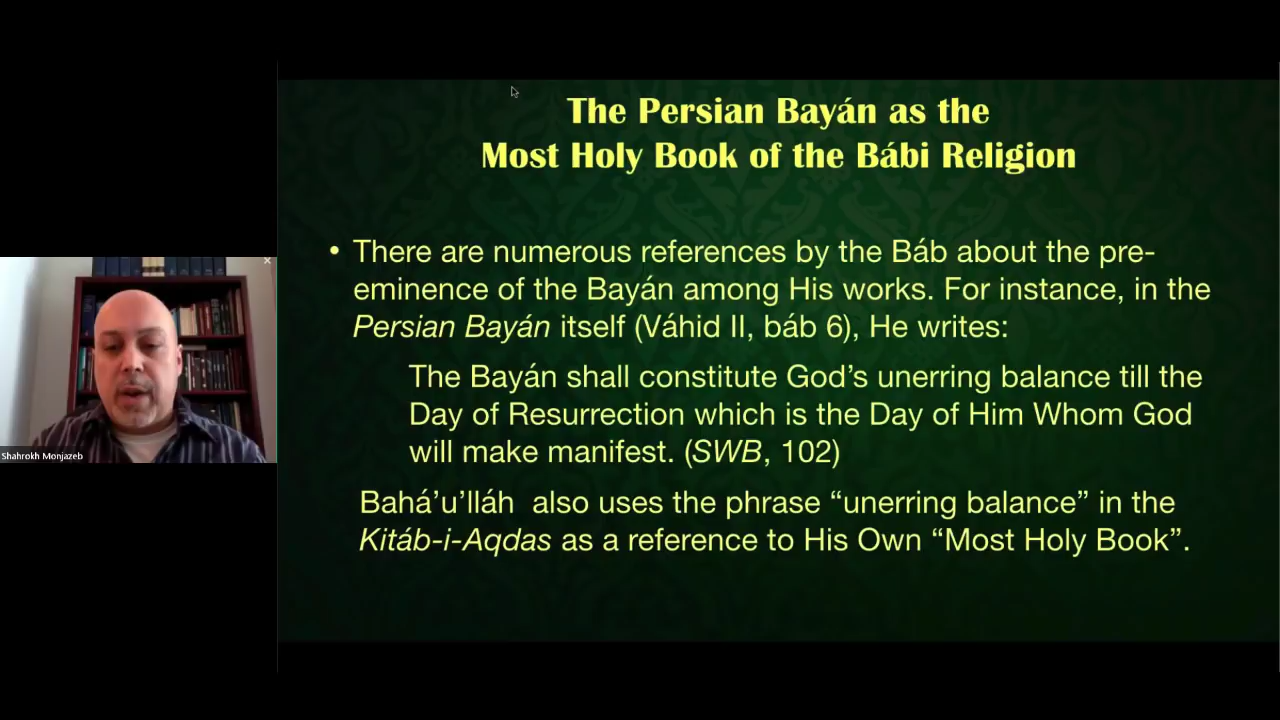 The Persian Bayán as the
Most Holy Book of the Bábi Religion
• There are numerous references by the Báb about the pre-
eminence of the Bayán among His works. For instance, in the
Persian Bayán itself (Váhid II, báb 6), He writes:
The Bayán shall constitute God’s unerring balance till the
Day of Resurrection which is the Day of Him Whom God
will make manifest. (SWB, 102)
Bahá’u’lláh also uses the phrase “unerring balance” in the
Kitáb-i-Aqdas as a reference to His Own “Most Holy Book”.
Shahrokh Monjazeb